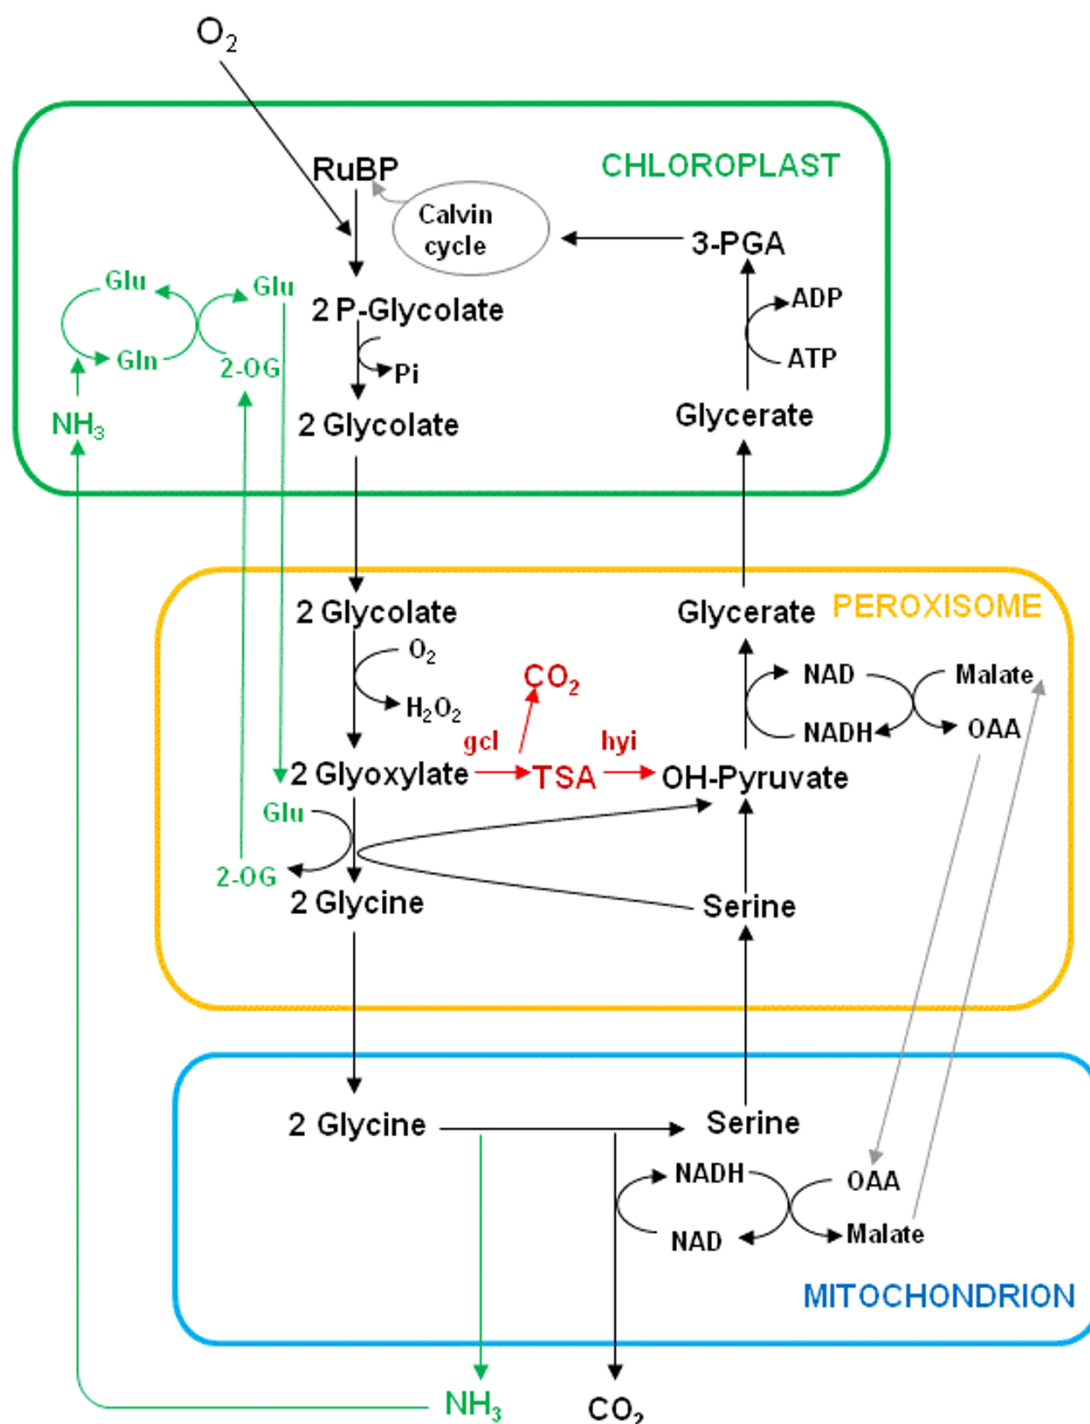 O₂
CHLOROPLAST
RuBP
Calvin
cycle
3-PGA
Glu
Glu
2 P-Glycolate
ADP
Gln
2-OG
Pi
ATP
NH₃
2 Glycolate
Glycerate
2 Glycolate
Glycerate
PEROXISOME
O₂
CO₂
NAD
Malate
H₂O₂
gcl
hyi
NADH
OAA
2 Glyoxylate
TSA
OH-Pyruvate
Glu
2-OG
2 Glycine
Serine
2 Glycine
Serine
NADH
OAA
NAD
Malate
MITOCHONDRION
NH₃
CO₂